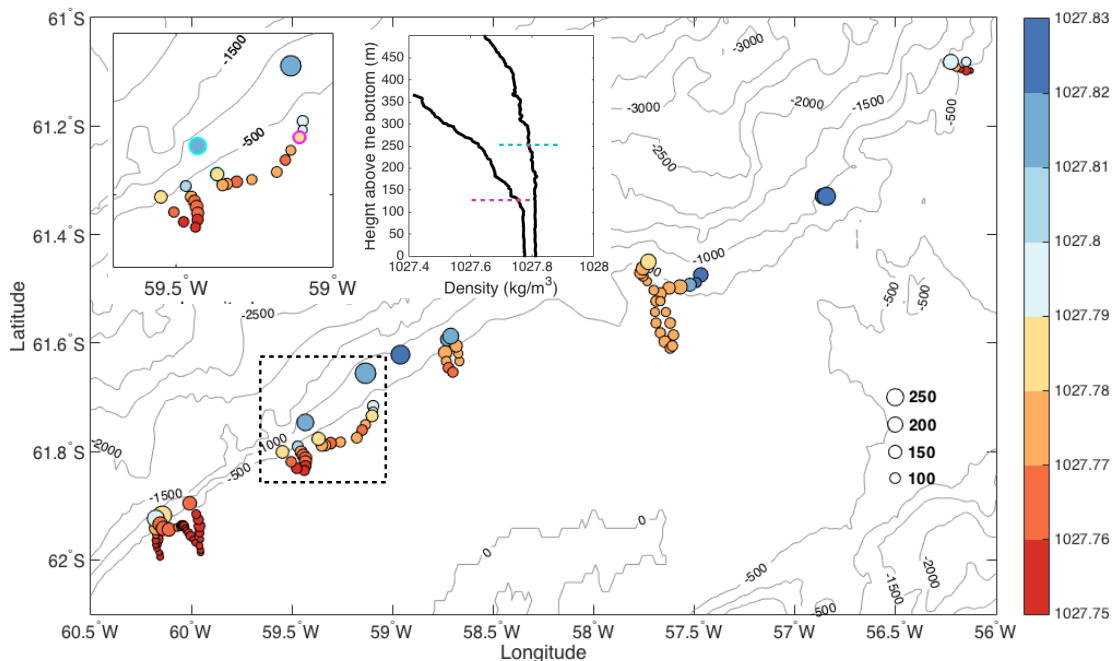 61°S
61.2°S
61.4°S
61.6°S
61.8°S
62°S
Latitude
60.5°W
60°W
59.5°W
59°W
58.5°W
58°W
57.5°W
57°W
56.5°W
56°W
Longitude
-1500
-500
59.5°W
59°W
Height above the bottom (m)
450
400
350
300
250
200
150
100
50
0
1027.4
1027.6
1027.8
1028
Density (kg/m³)
-3000
-3000
-2000
-1500
-1000
-500
-500
-500
-1000
-2500
-2000
-1500
-1000
-500
0
0
-500
-1500
-2000
-500
250
200
150
100
1027.83
1027.82
1027.81
1027.8
1027.79
1027.78
1027.77
1027.76
1027.75